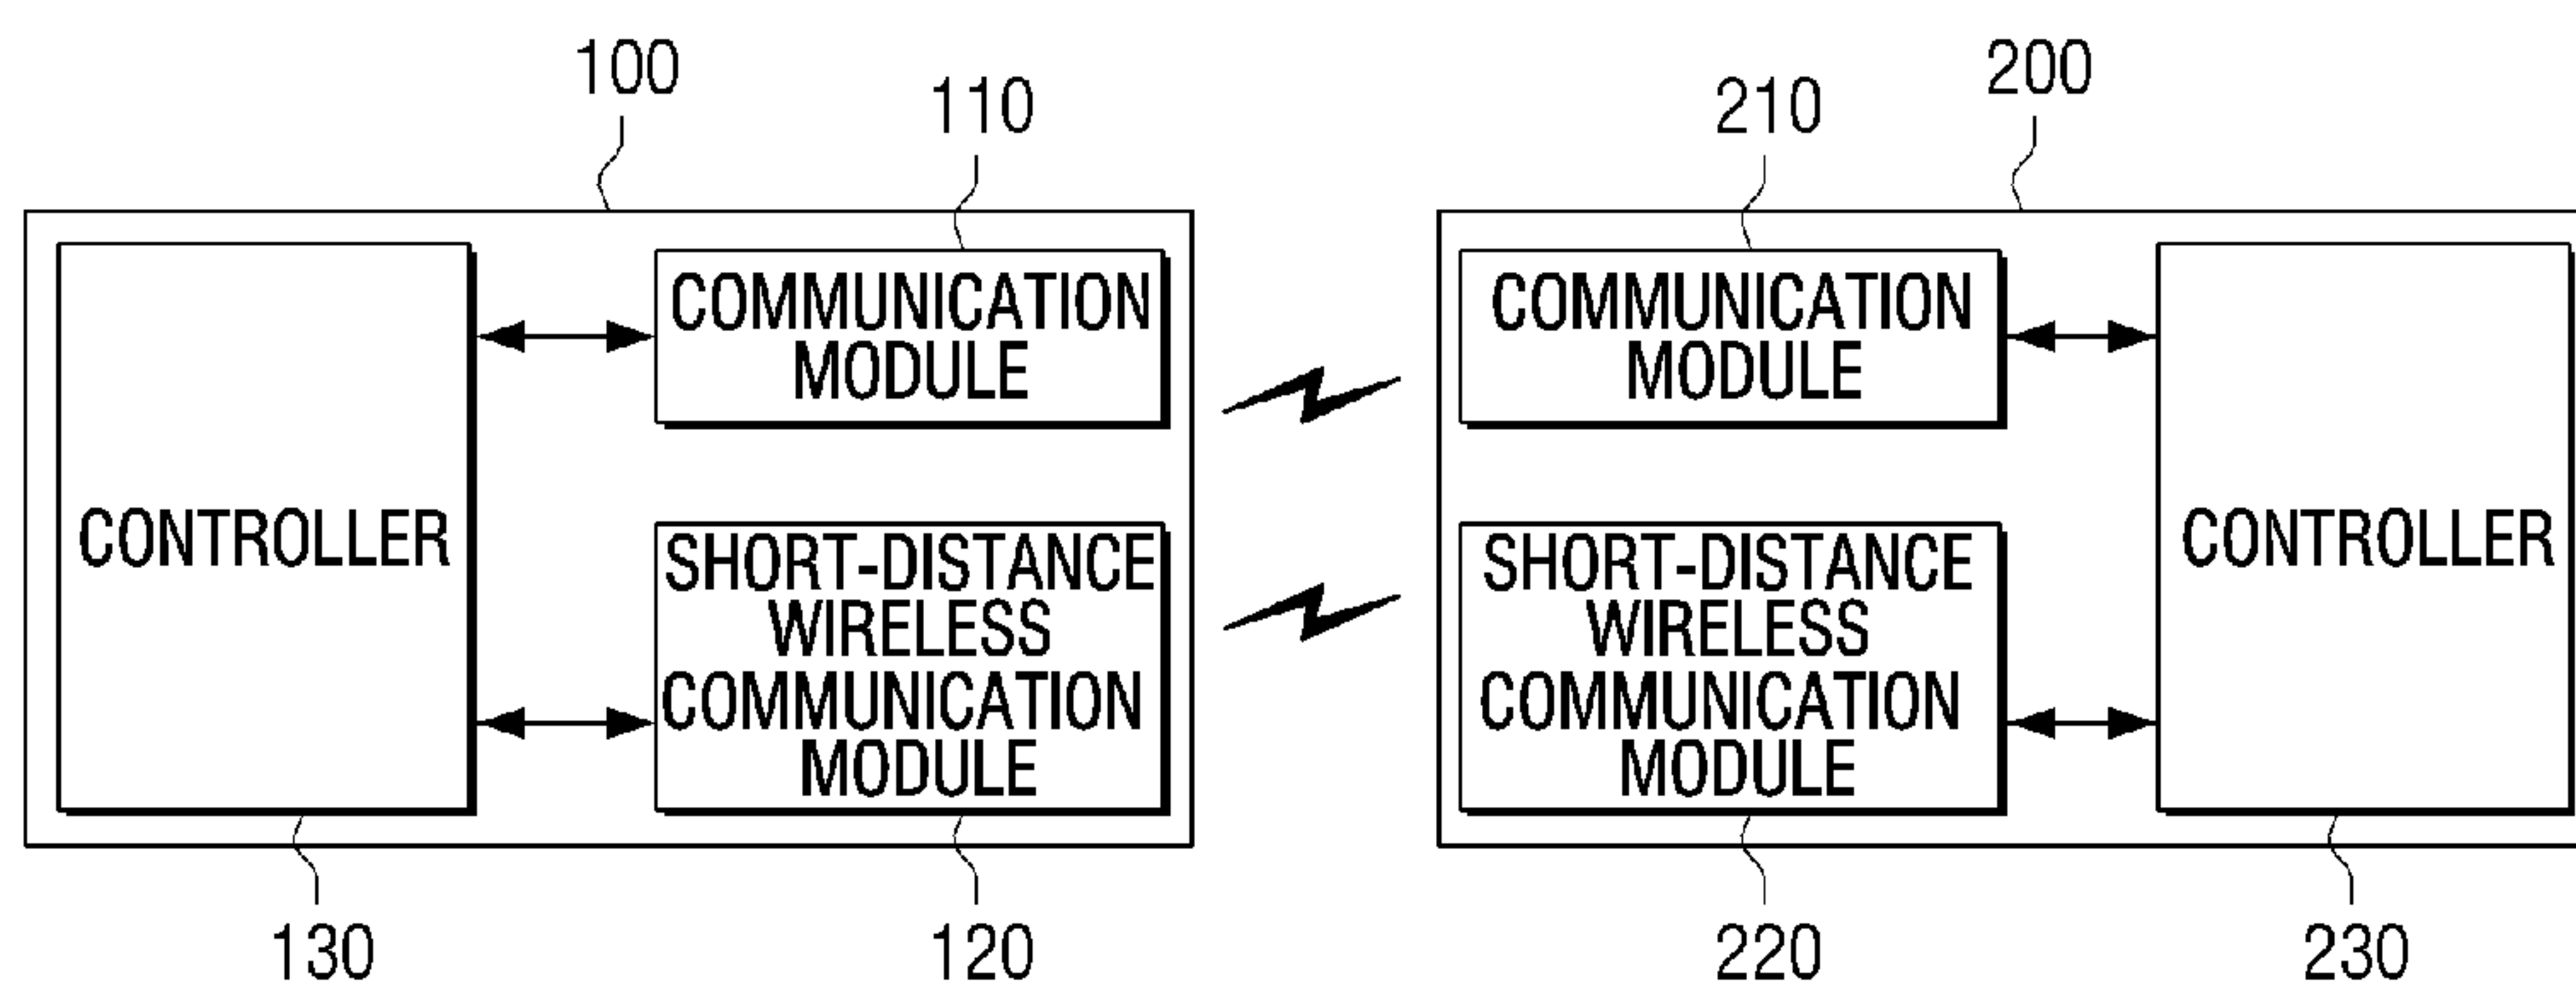 100
110
210
200
COMMUNICATION
MODULE
COMMUNICATION
MODULE
CONTROLLER
SHORT-DISTANCE
WIRELESS
COMMUNICATION
MODULE
SHORT-DISTANCE
WIRELESS
COMMUNICATION
MODULE
CONTROLLER
130
120
220
230